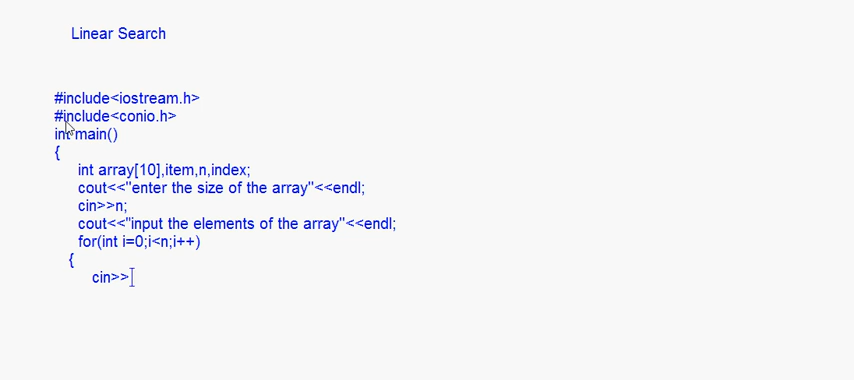 Linear Search
#include<iostream.h>
#include<conio.h>
int main()
{
int array[10],item,n,index;
cout<<"enter the size of the array"<<endl;
cin>>n;
cout<<"input the elements of the array"<<endl;
for(int i=0;i<n;i++)
{
cin>>